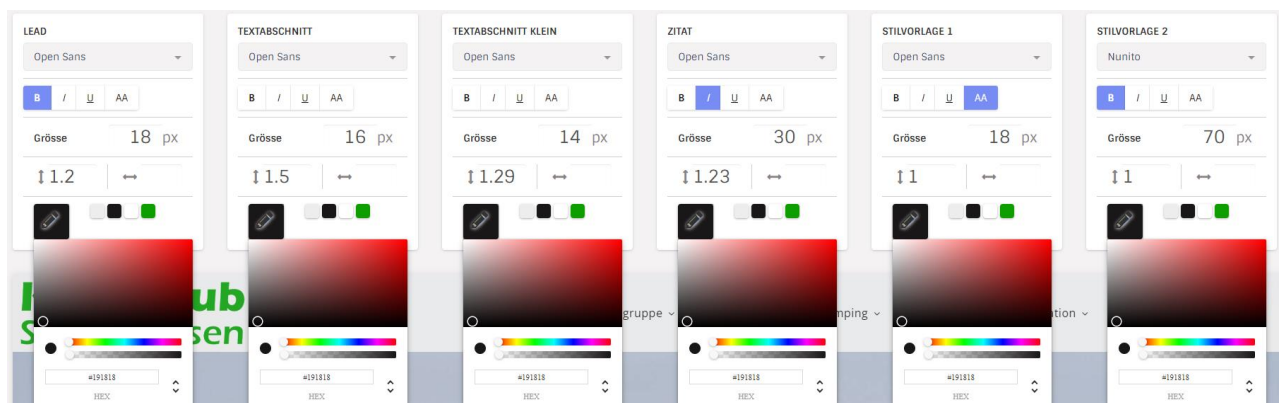 LEAD
Open Sans
B I U AA
Grösse 18 px
1.2
#191818
HEX
TEXTABSCHNITT
Open Sans
B I U AA
Grösse 16 px
1.5
#191818
HEX
TEXTABSCHNITT KLEIN
Open Sans
B I U AA
Grösse 14 px
1.29
#191818
HEX
ZITAT
Open Sans
B I U AA
Grösse 30 px
1.23
#191818
HEX
STILVORLAGE 1
Open Sans
B I U AA
Grösse 18 px
1
#191818
HEX
STILVORLAGE 2
Nunito
B I U AA
Grösse 70 px
1
#191818
HEX
ub
sen
gruppe
mping
tion